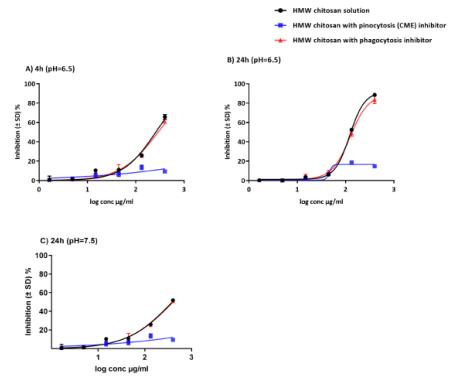 HMW chitosan solution
HMW chitosan with pinocytosis (CME) inhibitor
HMW chitosan with phagocytosis inhibitor
A) 4h (pH=6.5)
Inhibition (± SD) %
100
80
60
40
20
0
0 1 2 3
log conc µg/ml
B) 24h (pH=6.5)
Inhibition (± SD) %
100
80
60
40
20
0
0 1 2 3
log conc µg/ml
C) 24h (pH=7.5)
Inhibition (± SD) %
100
80
60
40
20
1 2 3
log conc µg/ml